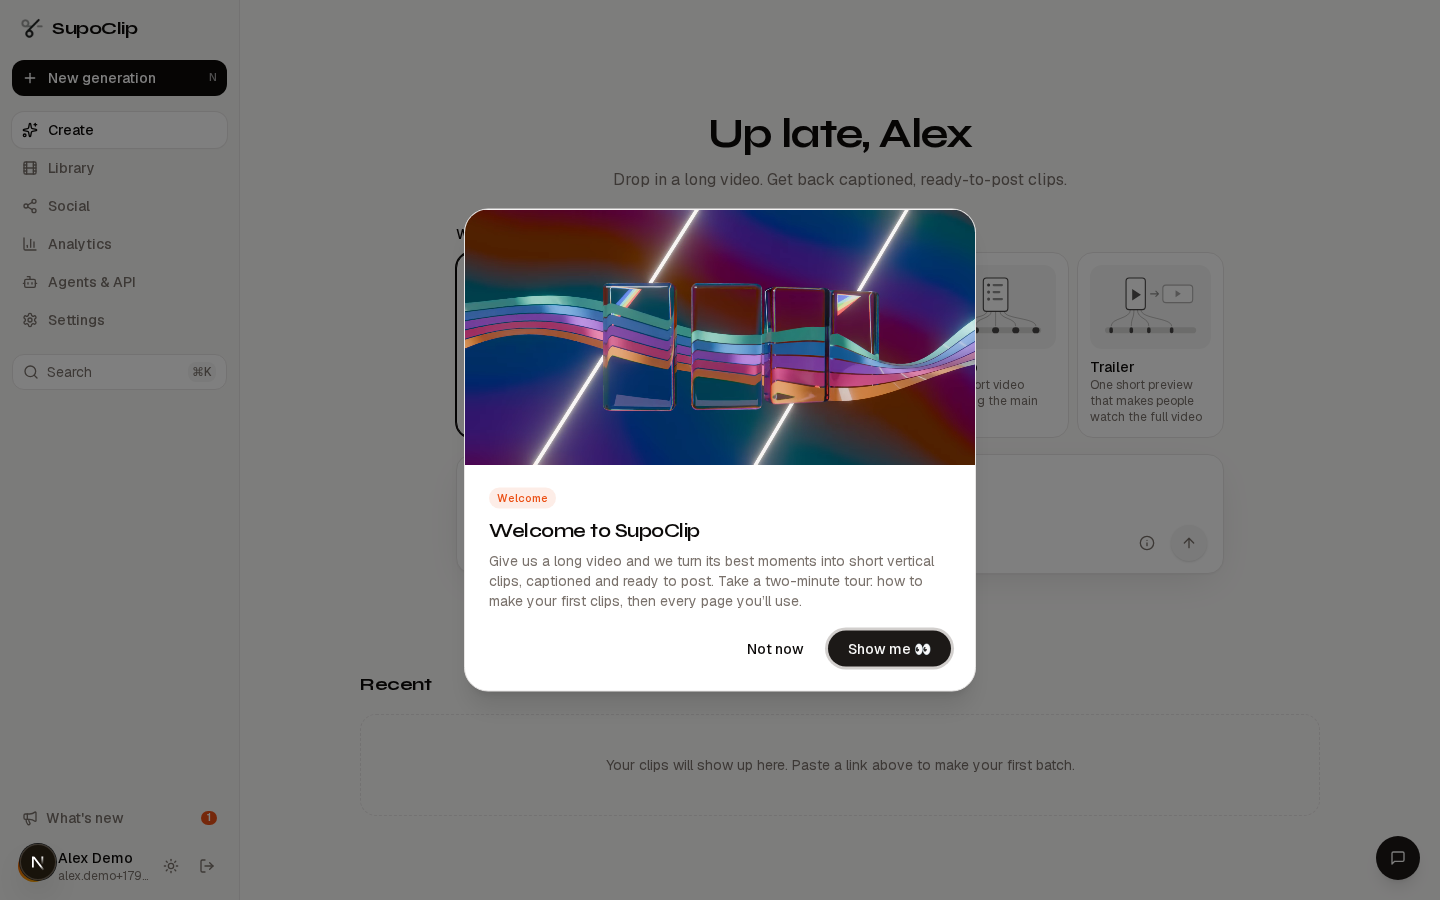 SupoClip
New generation N
Create
Library
Social
Analytics
Agents & API
Settings
Search ⌘K
What's new 1
N
Alex Demo
alex.demo+179...
Up late, Alex
Drop in a long video. Get back captioned, ready-to-post clips.
Trailer
One short preview
that makes people
watch the full video
Welcome
Welcome to SupoClip
Give us a long video and we turn its best moments into short vertical
clips, captioned and ready to post. Take a two-minute tour: how to
make your first clips, then every page you’ll use.
Not now
Show me 👀
Recent
Your clips will show up here. Paste a link above to make your first batch.